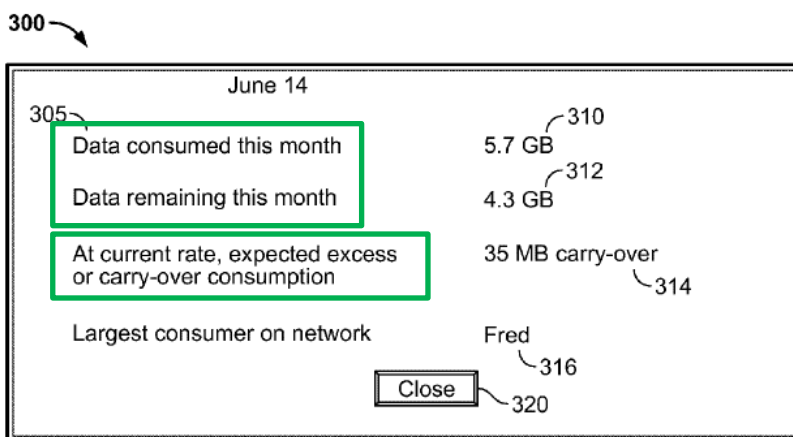 300
June 14
305
310
Data consumed this month 5.7 GB
312
Data remaining this month 4.3 GB
At current rate, expected excess 35 MB carry-over
or carry-over consumption
314
Largest consumer on network Fred
316
Close
320